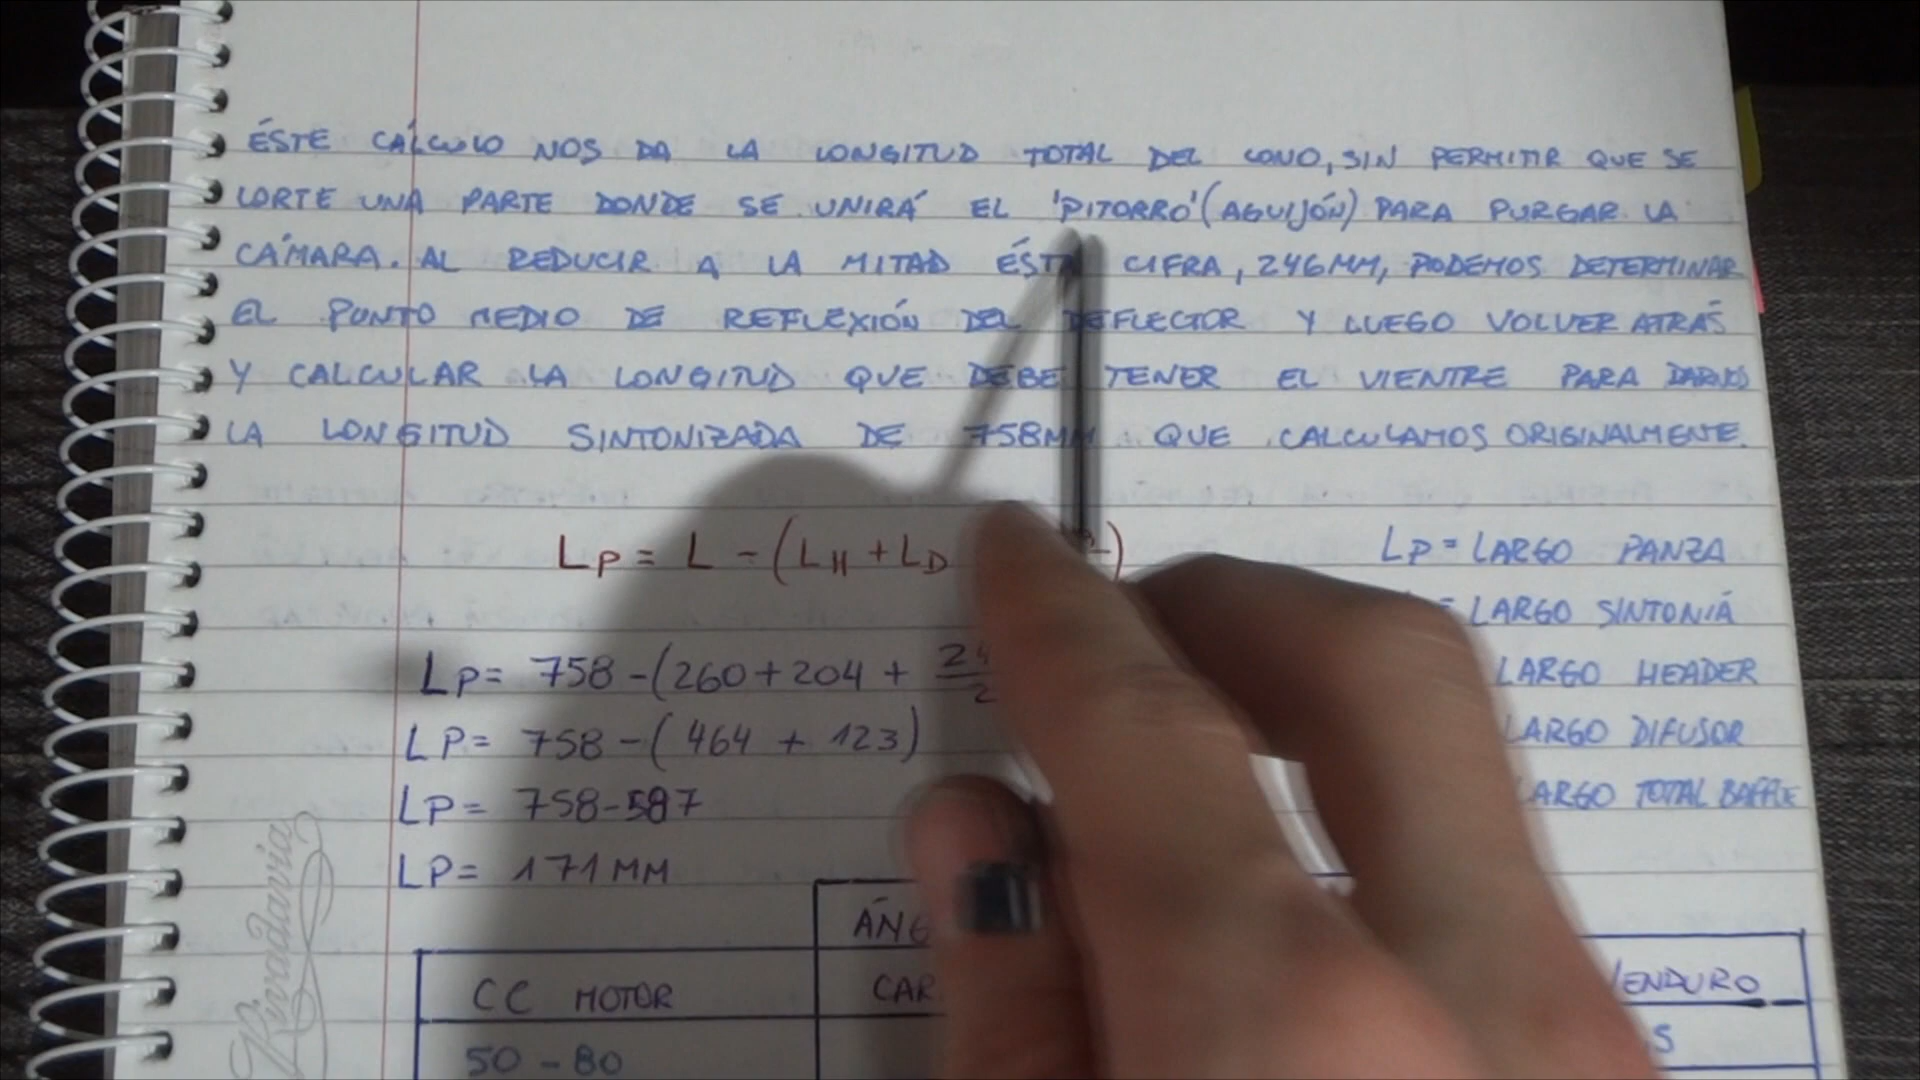 ÉSTE CÁLCULO NOS DA LA LONGITUD TOTAL DEL CONO, SIN PERMITIR QUE SE
CORTE UNA PARTE DONDE SE UNIRÁ EL 'PITORRO' (AGUIJÓN) PARA PURGAR LA
CÁMARA. AL REDUCIR A LA MITAD ÉSTA CIFRA, 246MM, PODEMOS DETERMINAR
EL PUNTO MEDIO DE REFLEXIÓN DEL DEFLECTOR Y LUEGO VOLVER ATRÁS
Y CALCULAR LA LONGITUD QUE DEBE TENER EL VIENTRE PARA DARNOS
LA LONGITUD SINTONIZADA DE 758MM QUE CALCULAMOS ORIGINALMENTE.
LP = L - (LH + LD )
LP = LARGO PANZA
= LARGO SINTONIÁ
LARGO HEADER
LARGO DIFUSOR
LARGO TOTAL BAFFLE
LP = 758 - (260 + 204 +
LP = 758 - (464 + 123)
LP = 758 - 587
LP = 171 MM
CC MOTOR
ENDURO
50 - 80
Rivadavia